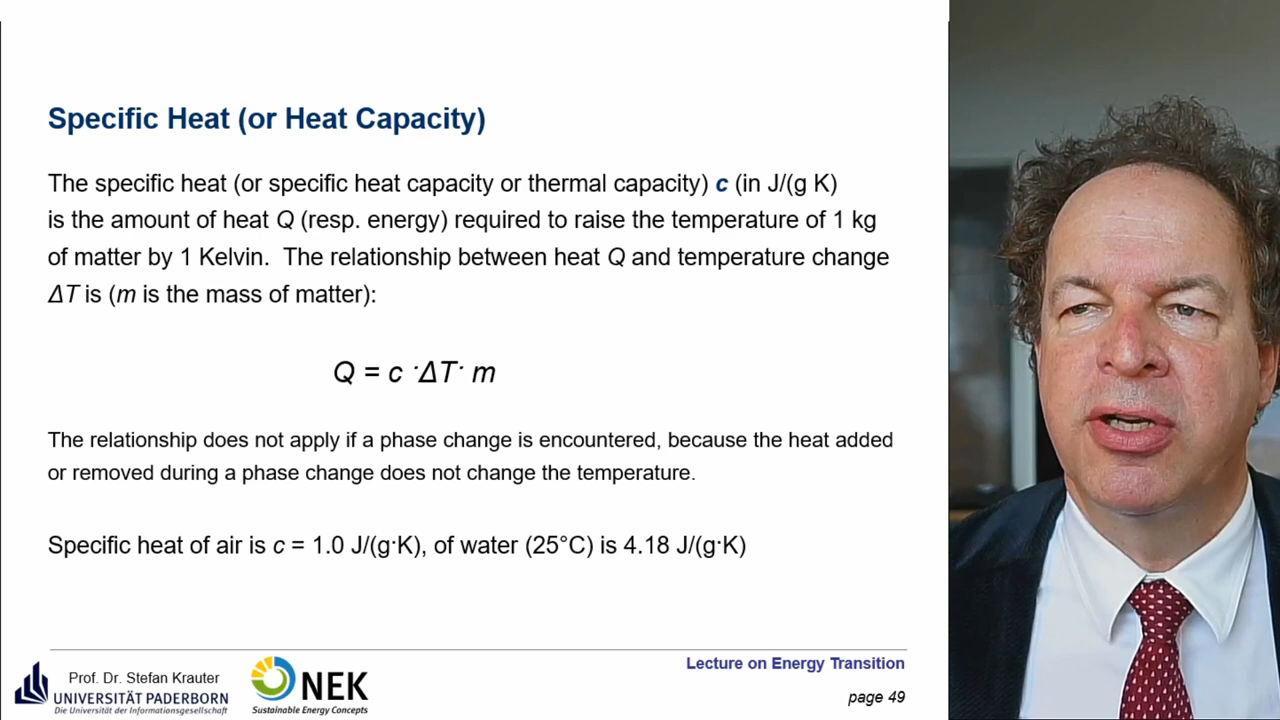 Specific Heat (or Heat Capacity)
The specific heat (or specific heat capacity or thermal capacity) c (in J/(g K)
is the amount of heat Q (resp. energy) required to raise the temperature of 1 kg
of matter by 1 Kelvin.  The relationship between heat Q and temperature change
ΔT is (m is the mass of matter):
Q = c ·ΔT· m
The relationship does not apply if a phase change is encountered, because the heat added
or removed during a phase change does not change the temperature.
Specific heat of air is c = 1.0 J/(g·K), of water (25°C) is 4.18 J/(g·K)
Lecture on Energy Transition
Prof. Dr. Stefan Krauter
UNIVERSITÄT PADERBORN
Die Universität der Informationsgesellschaft
NEK
Sustainable Energy Concepts
page 49